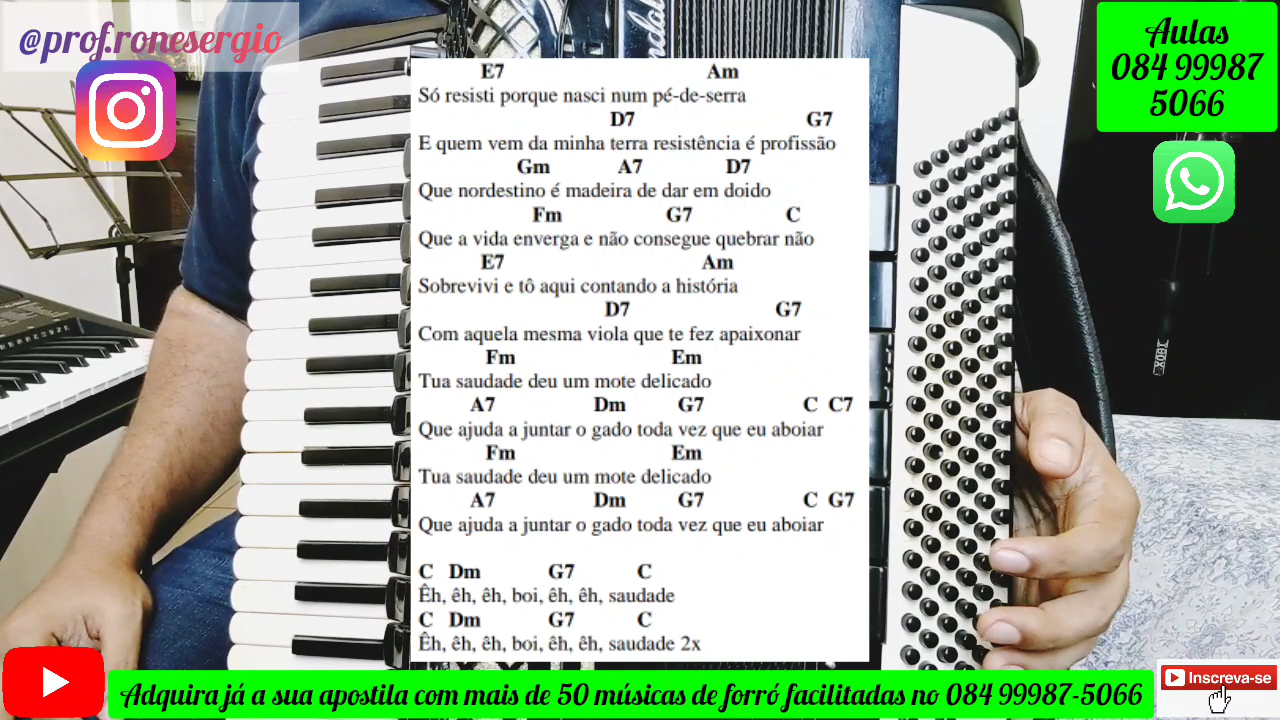 @prof.ronesergio
Aulas
084 99987
5066
E7 Am
Só resisti porque nasci num pé-de-serra
D7 G7
E quem vem da minha terra resistência é profissão
Gm A7 D7
Que nordestino é madeira de dar em doido
Fm G7 C
Que a vida enverga e não consegue quebrar não
E7 Am
Sobrevivi e tô aqui contando a história
D7 G7
Com aquela mesma viola que te fez apaixonar
Fm Em
Tua saudade deu um mote delicado
A7 Dm G7 C C7
Que ajuda a juntar o gado toda vez que eu aboiar
Fm Em
Tua saudade deu um mote delicado
A7 Dm G7 C G7
Que ajuda a juntar o gado toda vez que eu aboiar
C Dm G7 C
Êh, êh, êh, boi, êh, êh, saudade
C Dm G7 C
Êh, êh, êh, boi, êh, êh, saudade 2x
Adquira já a sua apostila com mais de 50 músicas de forró facilitadas no 084 99987-5066
Inscreva-se